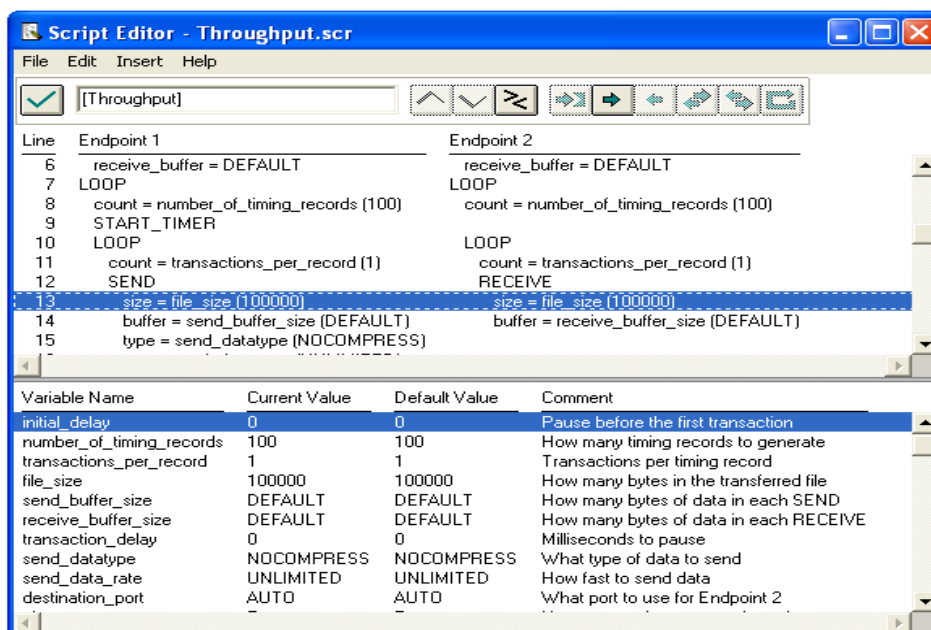 Script Editor - Throughput.scr
File Edit Insert Help
[Throughput]
Line Endpoint 1 Endpoint 2
6 receive_buffer = DEFAULT receive_buffer = DEFAULT
7 LOOP LOOP
8 count = number_of_timing_records (100) count = number_of_timing_records (100)
9 START_TIMER
10 LOOP LOOP
11 count = transactions_per_record (1) count = transactions_per_record (1)
12 SEND RECEIVE
13 size = file_size (100000) size = file_size (100000)
14 buffer = send_buffer_size (DEFAULT) buffer = receive_buffer_size (DEFAULT)
15 type = send_datatype (NOCOMPRESS)
Variable Name Current Value Default Value Comment
initial_delay 0 0 Pause before the first transaction
number_of_timing_records 100 100 How many timing records to generate
transactions_per_record 1 1 Transactions per timing record
file_size 100000 100000 How many bytes in the transferred file
send_buffer_size DEFAULT DEFAULT How many bytes of data in each SEND
receive_buffer_size DEFAULT DEFAULT How many bytes of data in each RECEIVE
transaction_delay 0 0 Milliseconds to pause
send_datatype NOCOMPRESS NOCOMPRESS What type of data to send
send_data_rate UNLIMITED UNLIMITED How fast to send data
destination_port AUTO AUTO What port to use for Endpoint 2